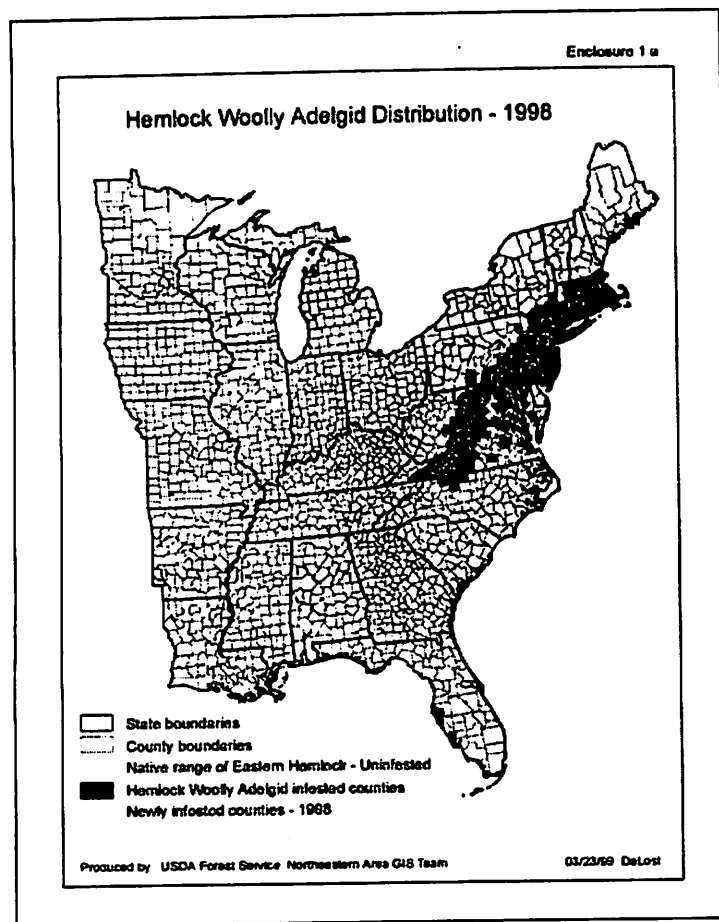 Enclosure 1 a
Hemlock Woolly Adelgid Distribution - 1998
State boundaries
County boundaries
Native range of Eastern Hemlock - Uninfested
Hemlock Woolly Adelgid infested counties
Newly infested counties - 1998
Produced by USDA Forest Service Northeastern Area GIS Team 03/23/99 DeLost